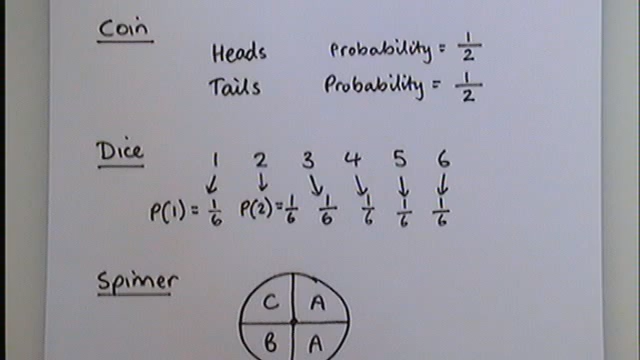 Coin
Heads Probability = 1/2
Tails Probability = 1/2
Dice
1 2 3 4 5 6
P(1) = 1/6 P(2) = 1/6 1/6 1/6 1/6 1/6
Spinner
C A
B A